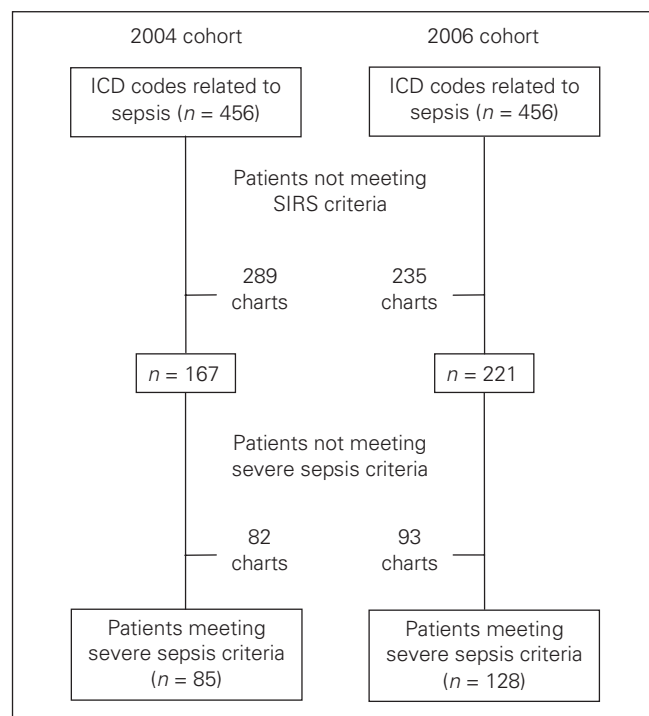 2004 cohort
2006 cohort
ICD codes related to
sepsis (n = 456)
ICD codes related to
sepsis (n = 456)
Patients not meeting
SIRS criteria
289
charts
235
charts
n = 167
n = 221
Patients not meeting
severe sepsis criteria
82
charts
93
charts
Patients meeting
severe sepsis criteria
(n = 85)
Patients meeting
severe sepsis criteria
(n = 128)